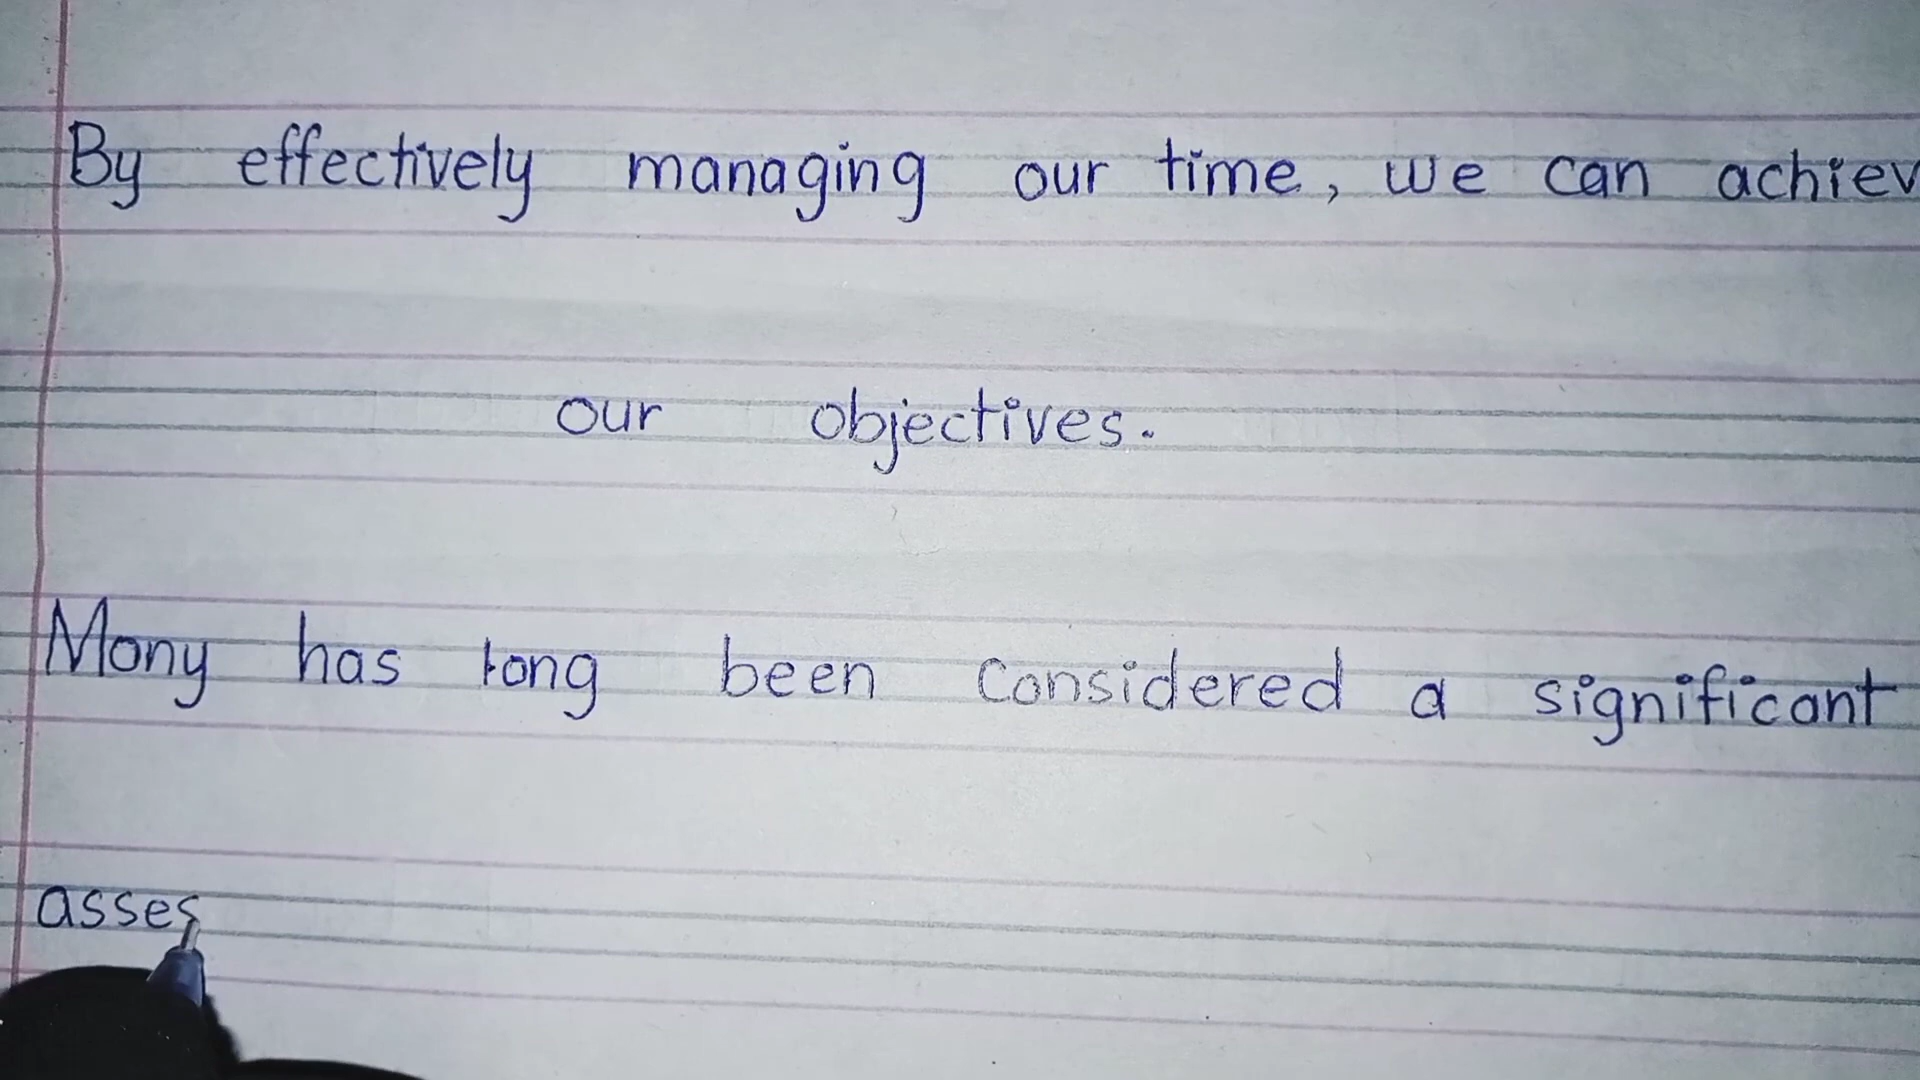 By effectively managing our time, we can achiev
our objectives.
Mony has long been considered a significant
asses